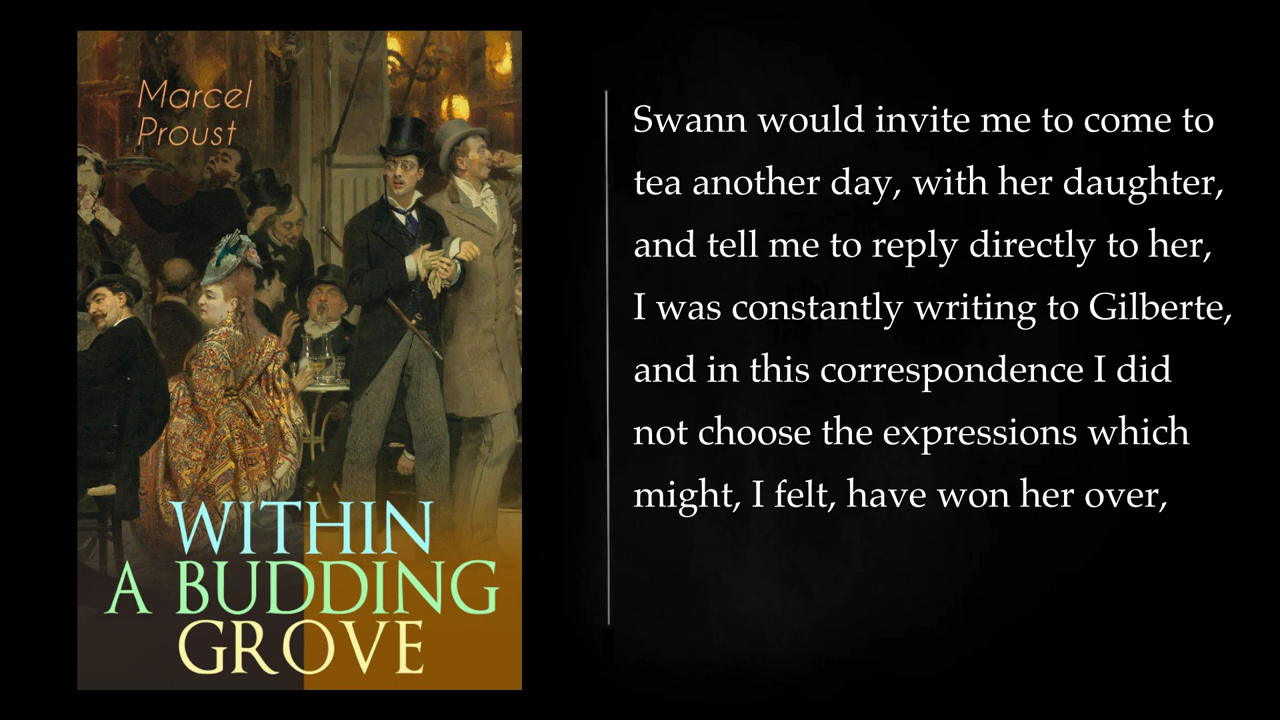 Marcel
Proust
WITHIN
A BUDDING
GROVE
Swann would invite me to come to
tea another day, with her daughter,
and tell me to reply directly to her,
I was constantly writing to Gilberte,
and in this correspondence I did
not choose the expressions which
might, I felt, have won her over,